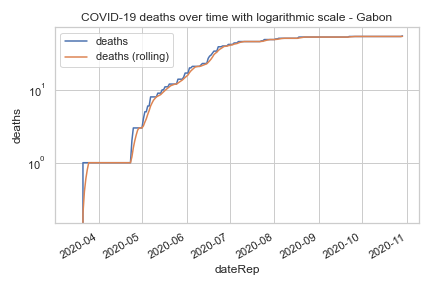 COVID-19 deaths over time with logarithmic scale - Gabon
deaths
deaths (rolling)
10¹
10⁰
deaths
2020-04
2020-05
2020-06
2020-07
2020-08
2020-09
2020-10
2020-11
dateRep